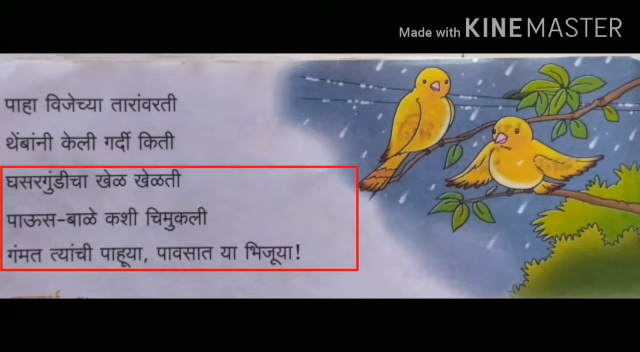 Made with KINEMASTER
पाहा विजेच्या तारांवरती
थेंबांनी केली गर्दी किती
घसरगुंडीचा खेळ खेळती
पाऊस-बाळे कशी चिमुकली
गंमत त्यांची पाहूया, पावसात या भिजूया!